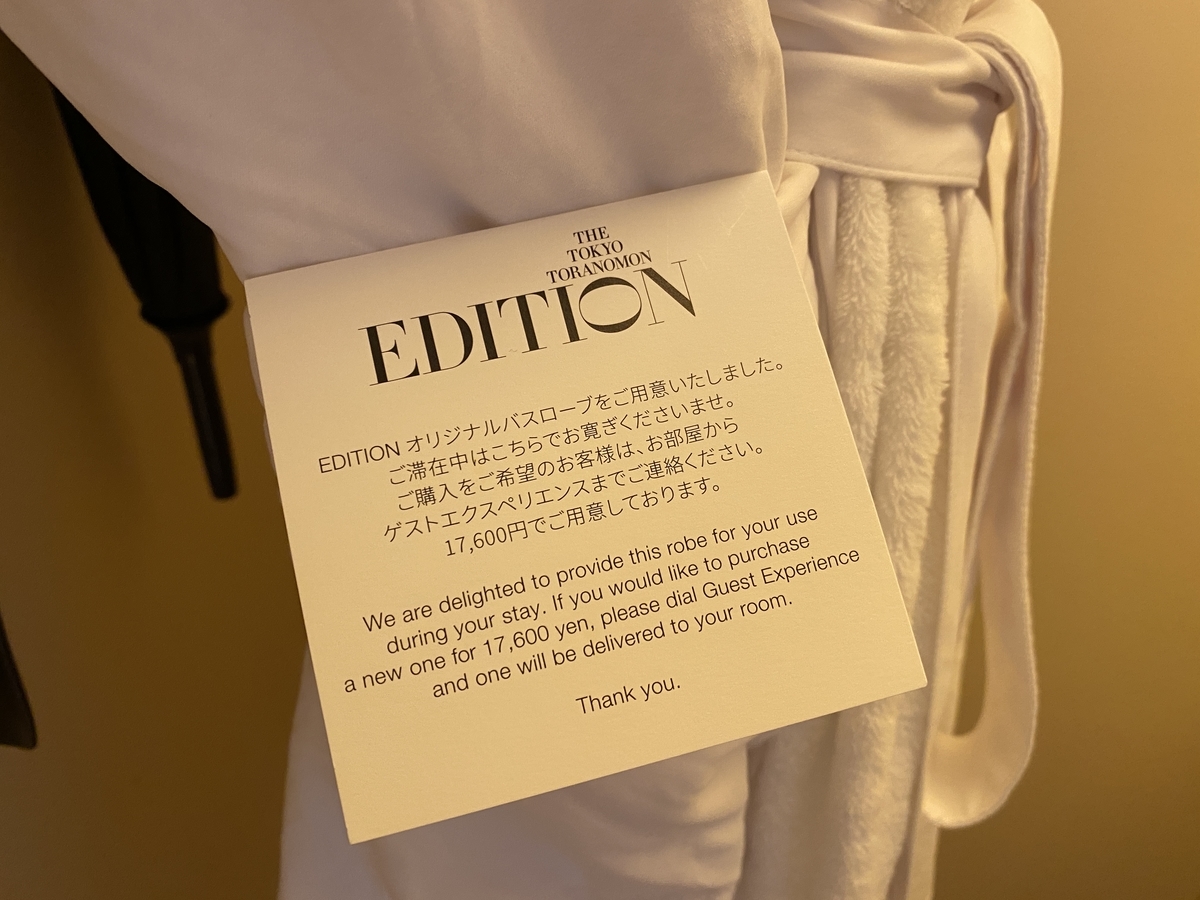 THE
TOKYO
TORANOMON
EDITION
EDITION オリジナルバスローブをご用意いたしました。
ご滞在中はこちらでお寛ぎくださいませ。
ご購入をご希望のお客様は、お部屋から
ゲストエクスペリエンスまでご連絡ください。
17,600円でご用意しております。
We are delighted to provide this robe for your use
during your stay. If you would like to purchase
a new one for 17,600 yen, please dial Guest Experience
and one will be delivered to your room.
Thank you.